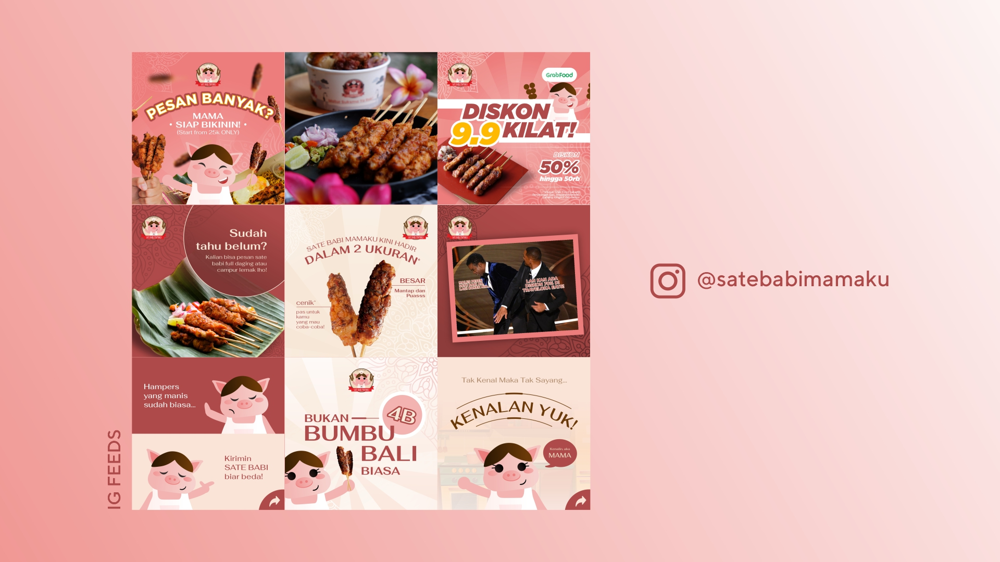 PESAN BANYAK?
MAMA
• SIAP BIKININ! •
(Start from 25k ONLY)
GrabFood
DISKON
9.9 KILAT!
DISKON
50%
hingga 50rb
Sudah
tahu belum?
Kalian bisa pesan sate
babi full daging atau
campur lemak lho!
SATE BABI MAMAKU KINI HADIR
DALAM 2 UKURAN*
BESAR
Mantap dan
Puasss
cenik*
pas untuk
kamu
yang mau
coba-coba!
LAH KAN ADA
DISKON 70% DI
TRAVELOKA EATS!
Hampers
yang manis
sudah biasa...
Kirimin
SATE BABI
biar beda!
4B
BUKAN
BUMBU
BALI
BIASA
Tak Kenal Maka Tak Sayang...
KENALAN YUK!
Kenalin, aku
MAMA
IG FEEDS
@satebabimamaku